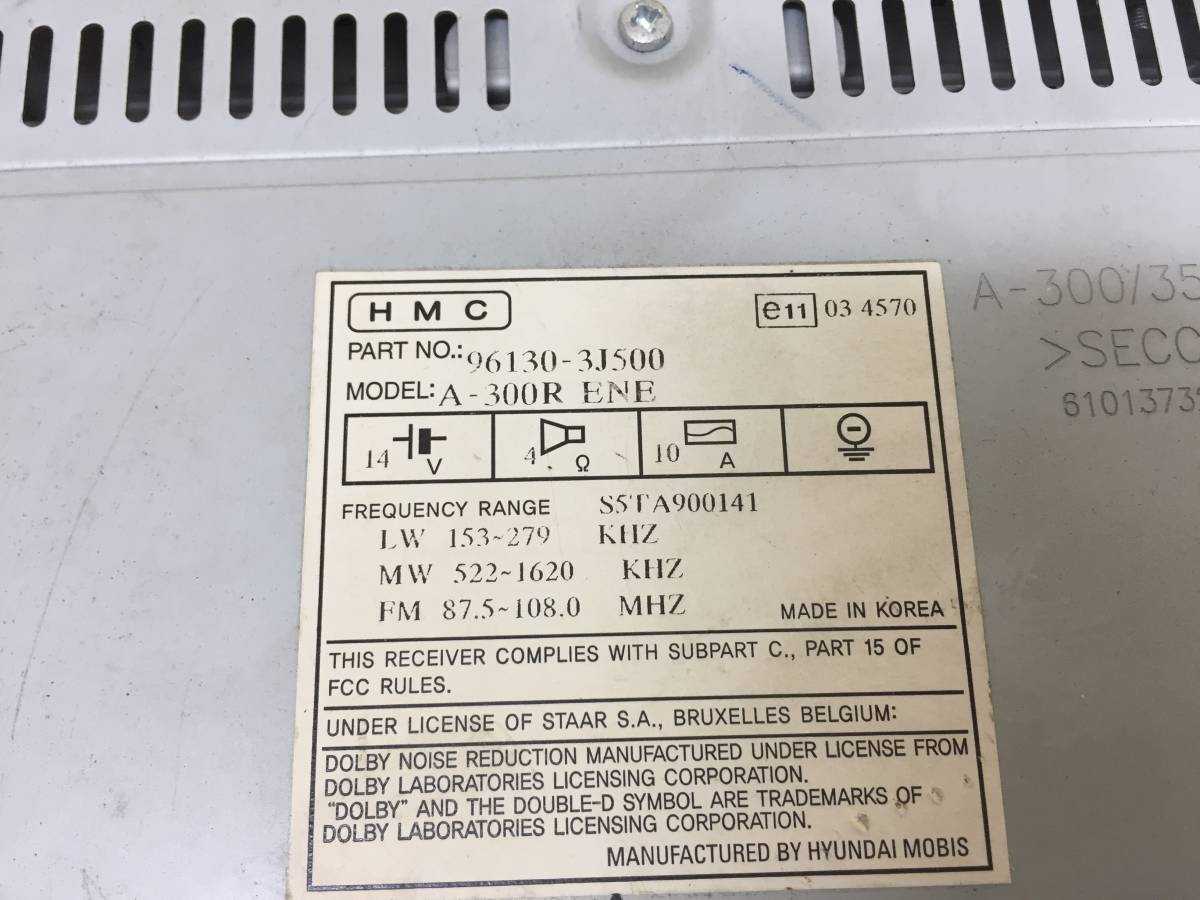 HMC
e11 03 4570
PART NO.: 96130-3J500
MODEL: A-300R ENE
14 V 4 Ω 10 A
FREQUENCY RANGE S5TA900141
LW 153~279 KHZ
MW 522~1620 KHZ
FM 87.5~108.0 MHZ
MADE IN KOREA
THIS RECEIVER COMPLIES WITH SUBPART C., PART 15 OF
FCC RULES.
UNDER LICENSE OF STAAR S.A., BRUXELLES BELGIUM:
DOLBY NOISE REDUCTION MANUFACTURED UNDER LICENSE FROM
DOLBY LABORATORIES LICENSING CORPORATION.
"DOLBY" AND THE DOUBLE-D SYMBOL ARE TRADEMARKS OF
DOLBY LABORATORIES LICENSING CORPORATION.
MANUFACTURED BY HYUNDAI MOBIS
A-300/35
>SECC
6101373